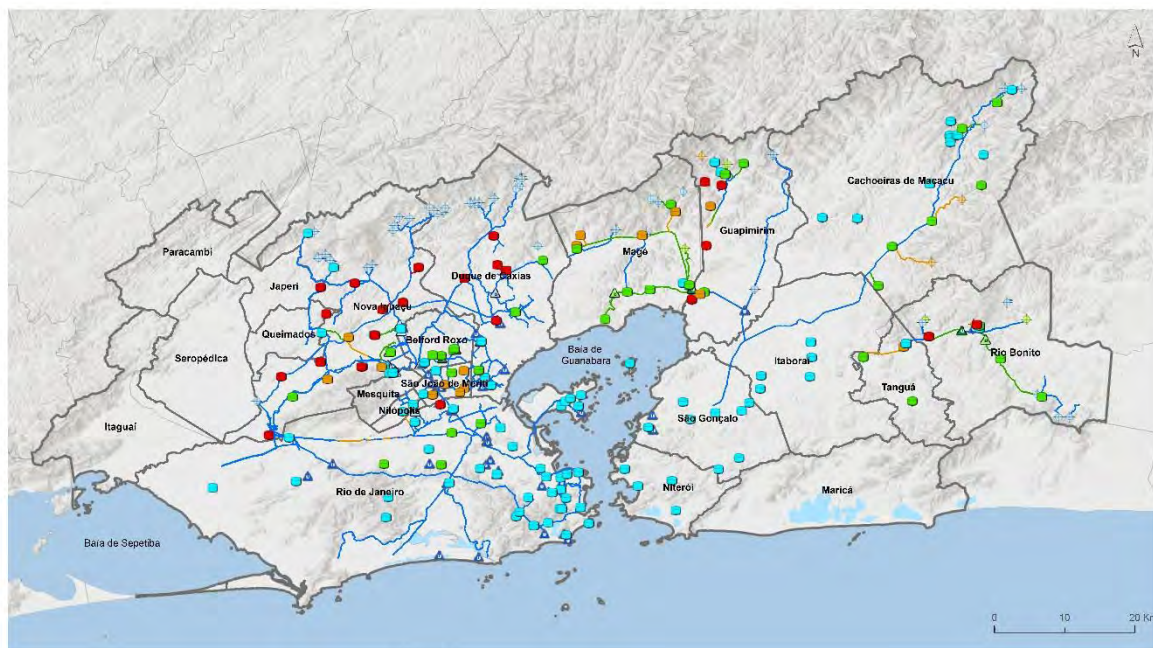 N
Cachoeiras de Macacu
Paracambi
Guapimirim
Magé
Duque de Caxias
Japeri
Nova Iguaçu
Queimados
Belford Roxo
Baía de
Guanabara
Itaboraí
Rio Bonito
Seropédica
São João de Meriti
Tanguá
Mesquita
Nilópolis
São Gonçalo
Itaguaí
Rio de Janeiro
Niterói
Maricá
Baía de Sepetiba
0 10 20 Km